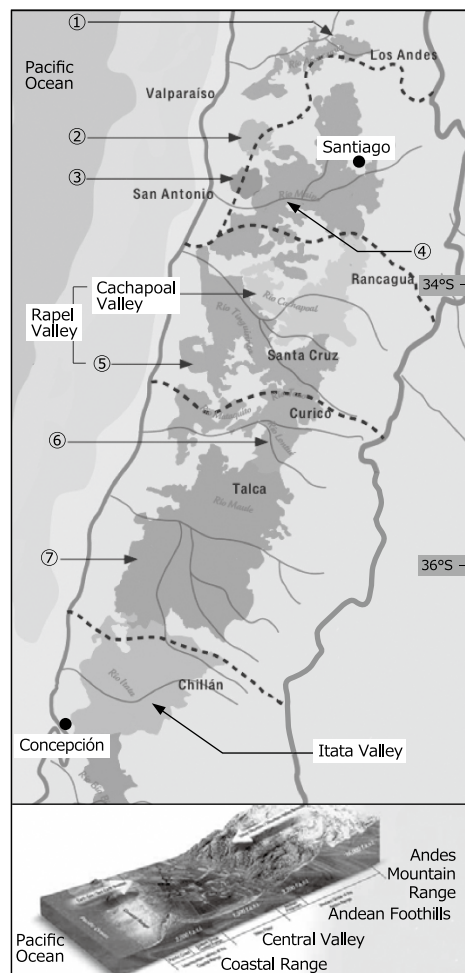 ①
Los Andes
Pacific
Ocean
Valparaíso
②
Santiago
③
San Antonio
Río Maipo
④
Rancagua
34°S
Cachapoal
Valley
Río Cachapoal
Rapel
Valley
Río Tinguiririca
Santa Cruz
⑤
Curicó
⑥
Talca
Río Maule
⑦
36°S
Chillán
Río Itata
Concepción
Itata Valley
Andes
Mountain
Range
Andean Foothills
Pacific
Ocean
Central Valley
Coastal Range